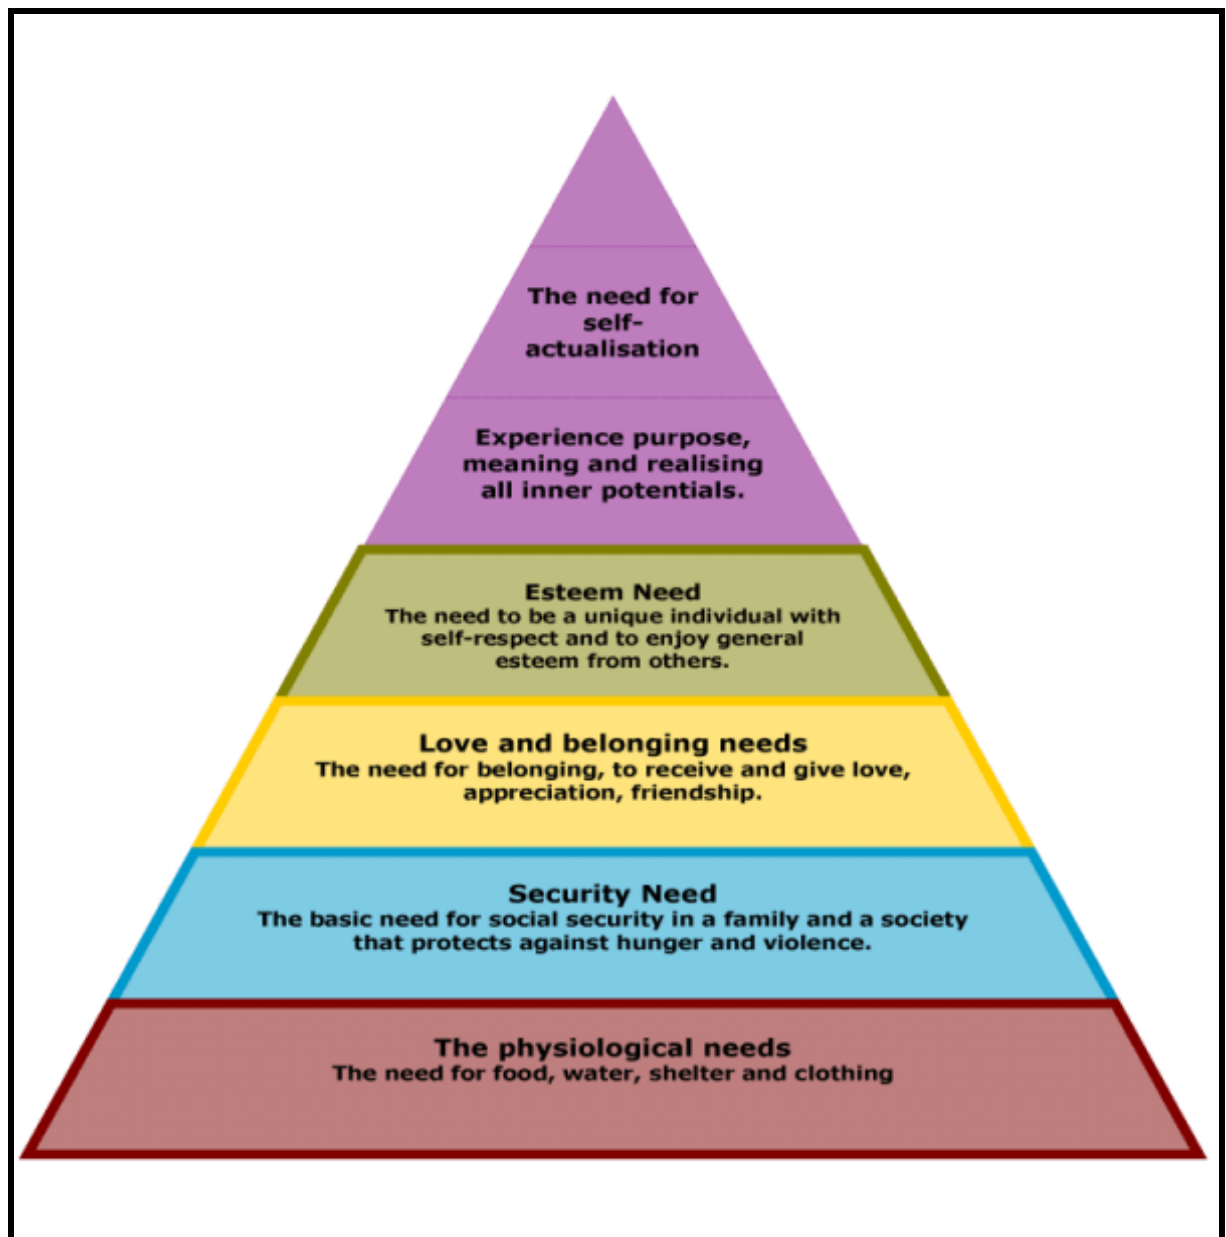 The need for
self-
actualisation
Experience purpose,
meaning and realising
all inner potentials.
Esteem Need
The need to be a unique individual with
self-respect and to enjoy general
esteem from others.
Love and belonging needs
The need for belonging, to receive and give love,
appreciation, friendship.
Security Need
The basic need for social security in a family and a society
that protects against hunger and violence.
The physiological needs
The need for food, water, shelter and clothing